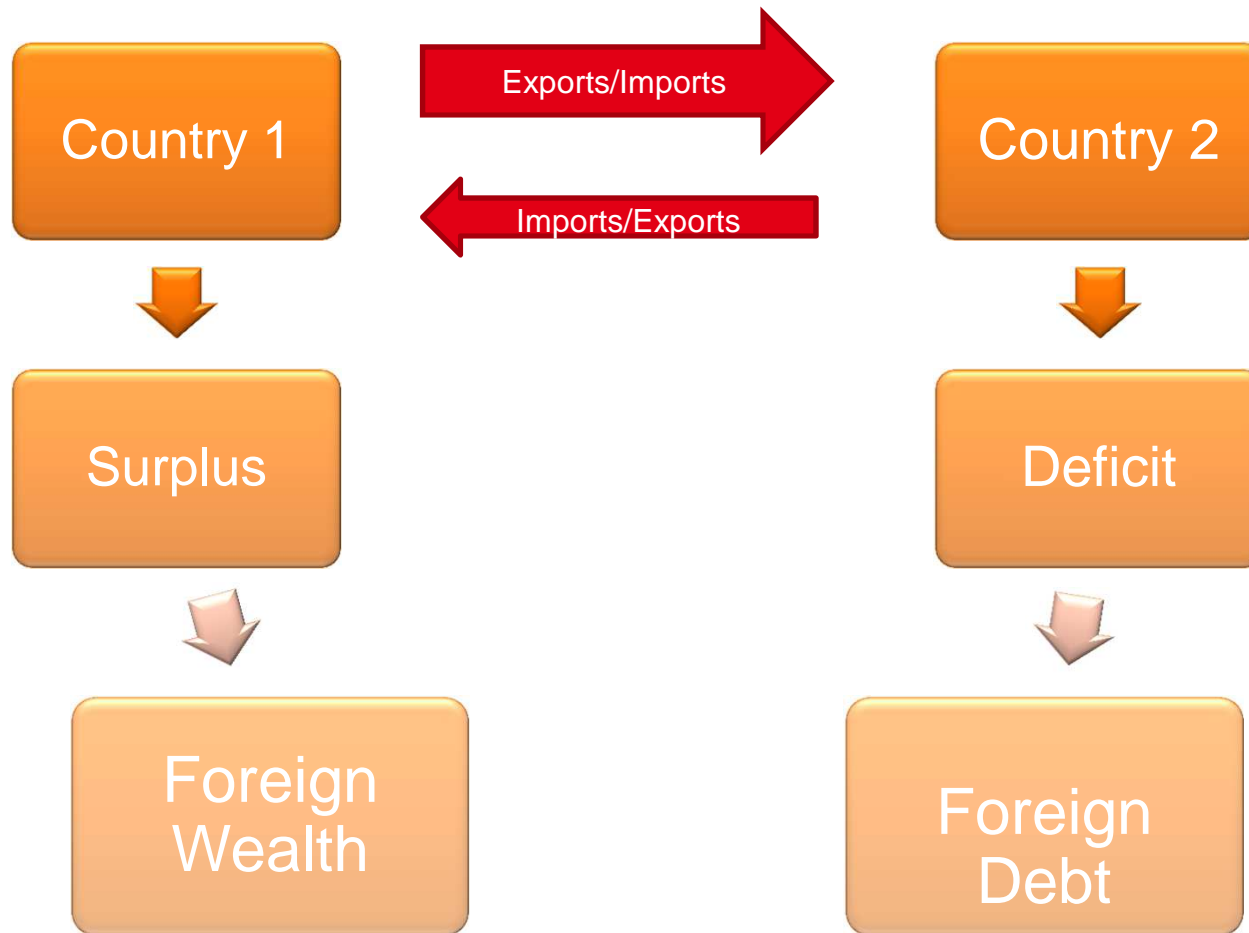 Country 1
Exports/Imports
Country 2
Imports/Exports
Surplus
Deficit
Foreign
Wealth
Foreign
Debt